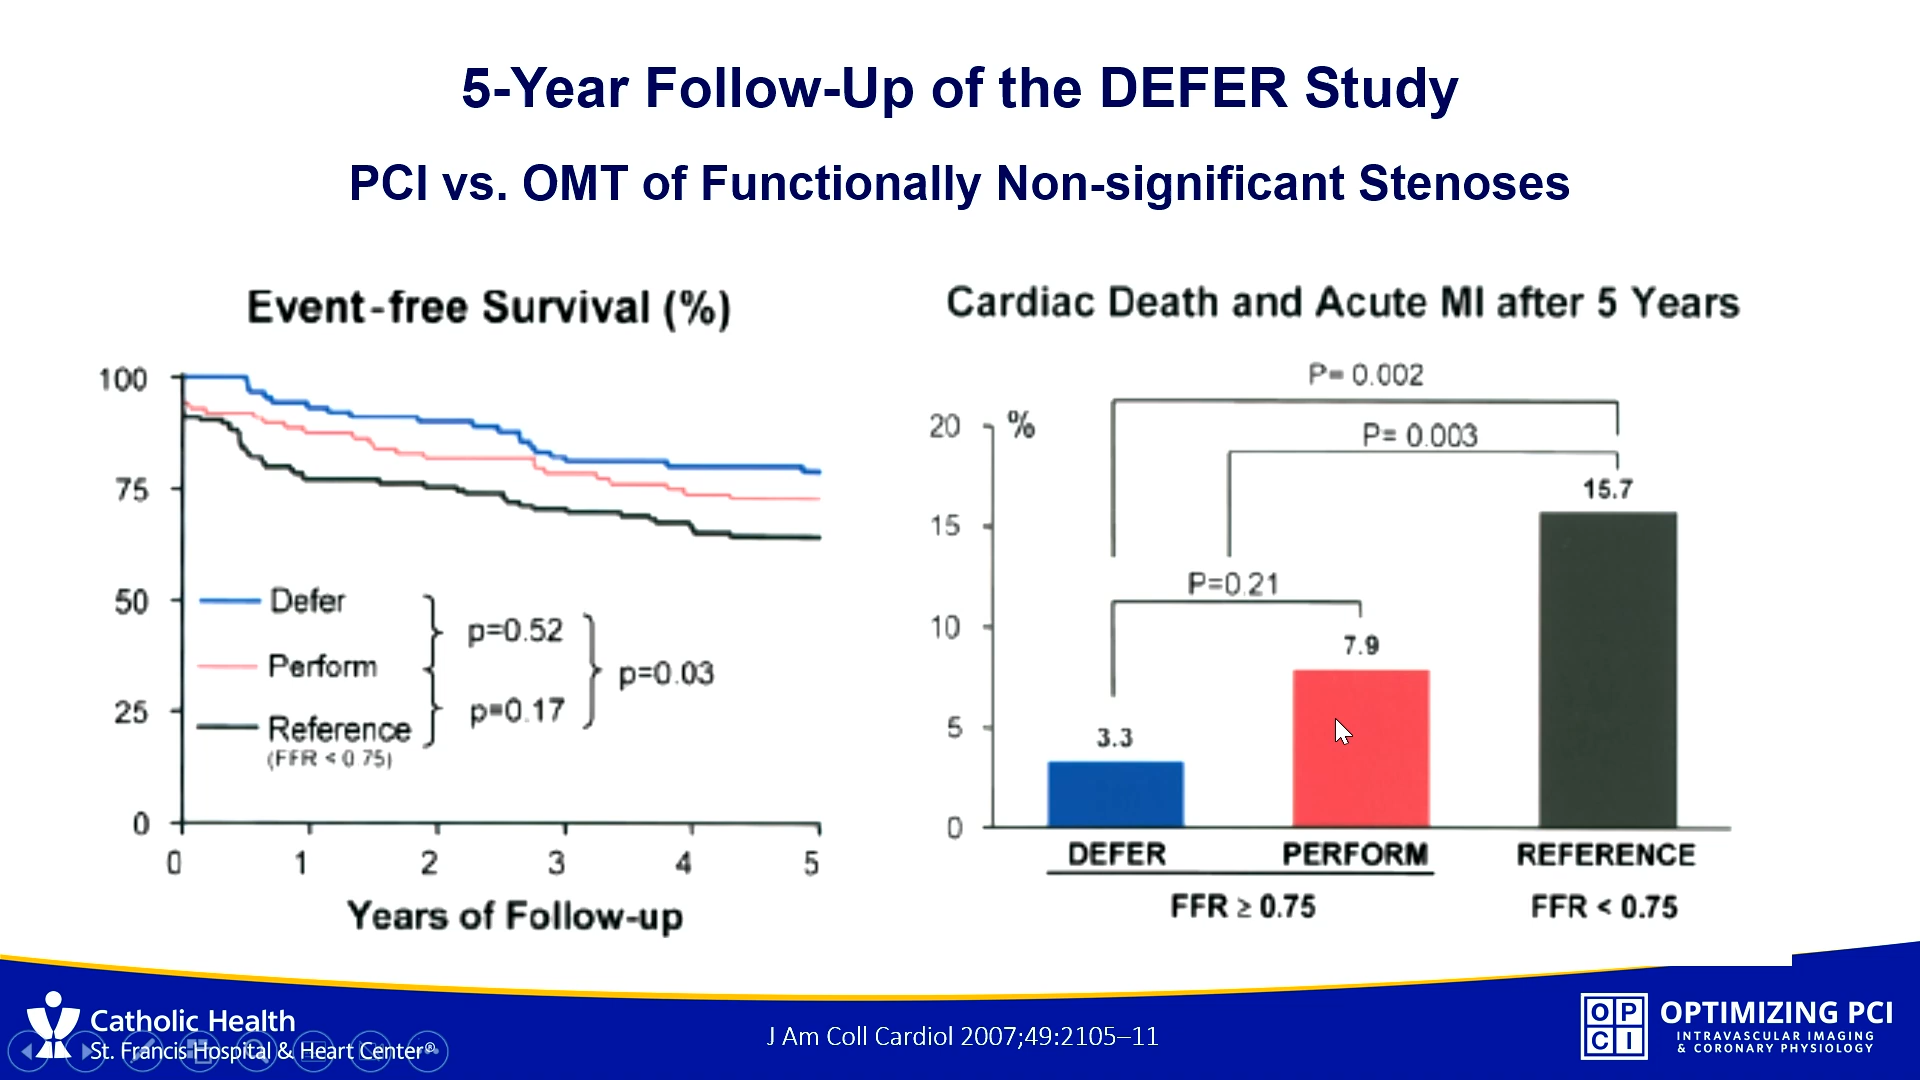 5-Year Follow-Up of the DEFER Study
PCI vs. OMT of Functionally Non-significant Stenoses
Event-free Survival (%)
100
75
50
25
0
Defer
Perform
Reference
(FFR < 0.75)
p=0.52
p=0.17
p=0.03
0 1 2 3 4 5
Years of Follow-up
Cardiac Death and Acute MI after 5 Years
P= 0.002
P= 0.003
P=0.21
%
20
15
10
5
0
3.3
7.9
15.7
DEFER PERFORM REFERENCE
FFR ≥ 0.75 FFR < 0.75
Catholic Health
St. Francis Hospital & Heart Center®
J Am Coll Cardiol 2007;49:2105–11
OP
CI
OPTIMIZING PCI
INTRAVASCULAR IMAGING
& CORONARY PHYSIOLOGY